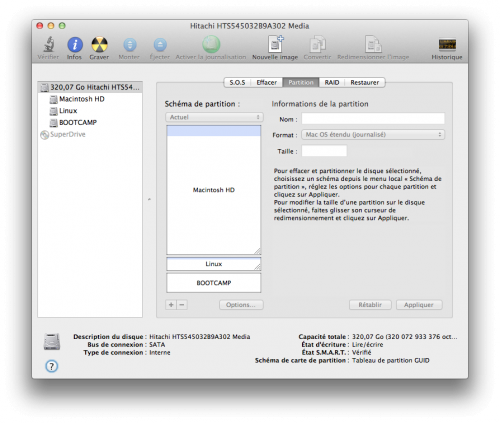 Hitachi HTS545032B9A302 Media
Vérifier Infos Graver Monter Éjecter Activer la journalisation Nouvelle image Convertir Redimensionner l'image Historique
320,07 Go Hitachi HTS54...
Macintosh HD
Linux
BOOTCAMP
SuperDrive
S.O.S Effacer Partition RAID Restaurer
Schéma de partition :
Actuel
Macintosh HD
Linux
BOOTCAMP
+ − Options...
Informations de la partition
Nom :
Format : Mac OS étendu (journalisé)
Taille :
Pour effacer et partitionner le disque sélectionné,
choisissez un schéma depuis le menu local « Schéma de
partition », réglez les options pour chaque partition et
cliquez sur Appliquer.
Pour modifier la taille d'une partition sur le disque
sélectionné, faites glisser son curseur de
redimensionnement et cliquez sur Appliquer.
Rétablir Appliquer
Description du disque : Hitachi HTS545032B9A302 Media
Bus de connexion : SATA
Type de connexion : Interne
Capacité totale : 320,07 Go (320 072 933 376 oct...
État d'écriture : Lire/écrire
État S.M.A.R.T. : Vérifié
Schéma de carte de partition : Tableau de partition GUID
?